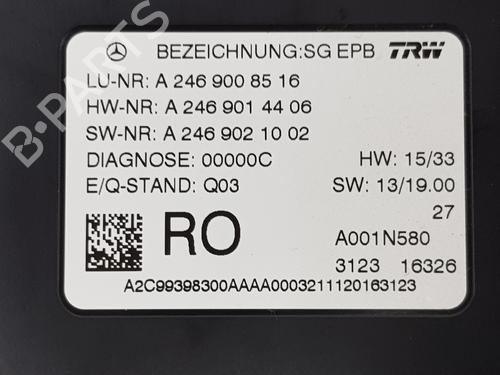 BEZEICHNUNG:SG EPB TRW
LU-NR: A 246 900 85 16
HW-NR: A 246 901 44 06
SW-NR: A 246 902 10 02
DIAGNOSE: 00000C HW: 15/33
E/Q-STAND: Q03 SW: 13/19.00
27
RO A001N580
3123 16326
A2C99398300AAAA0003211120163123
B-PARTS